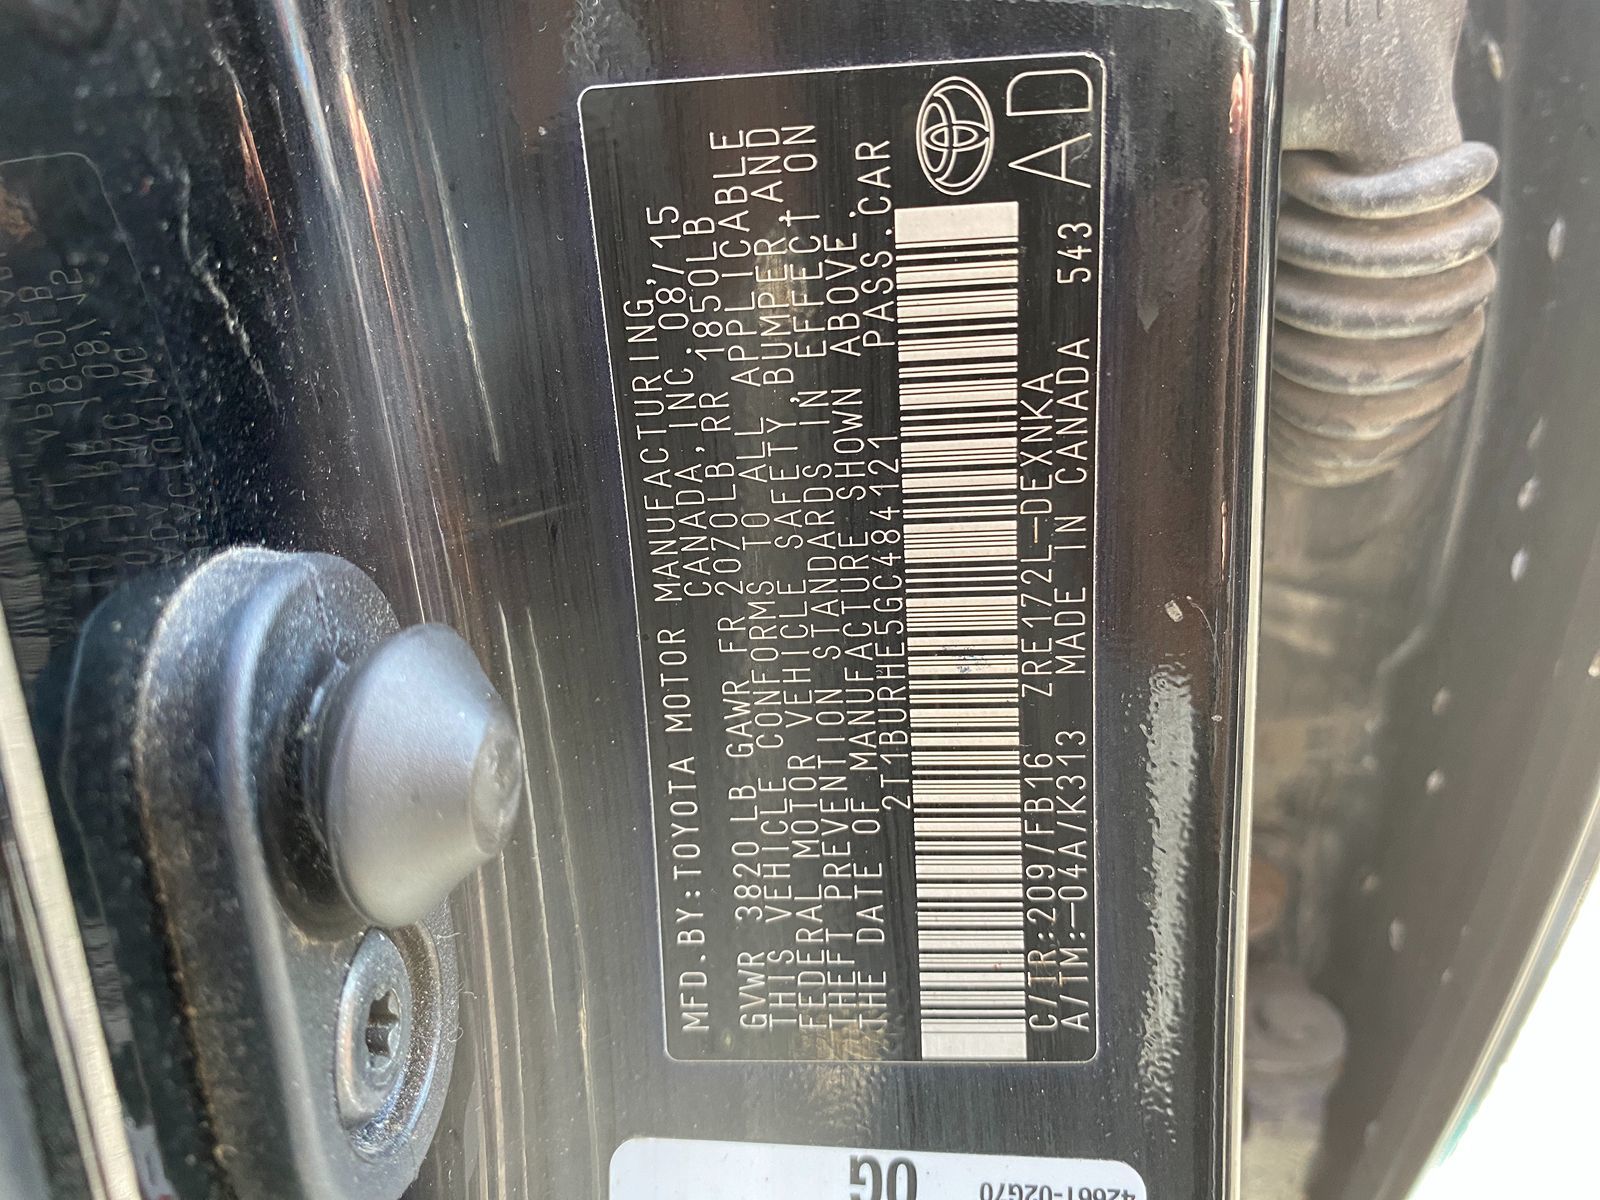 MFD.BY:TOYOTA MOTOR MANUFACTURING,
CANADA, INC. 08/15
GVWR 3820LB GAWR FR 2070LB, RR 1850LB
THIS VEHICLE CONFORMS TO ALL APPLICABLE
FEDERAL MOTOR VEHICLE SAFETY, BUMPER, AND
THEFT PREVENTION STANDARDS IN EFFECT ON
THE DATE OF MANUFACTURE SHOWN ABOVE.
2T1BURHE5GC484121 PASS.CAR
C/TR:209/FB16 ZRE172L-DEXNKA
A/TM:-04A/K313 MADE IN CANADA 543
AD
0G
42661-02G70